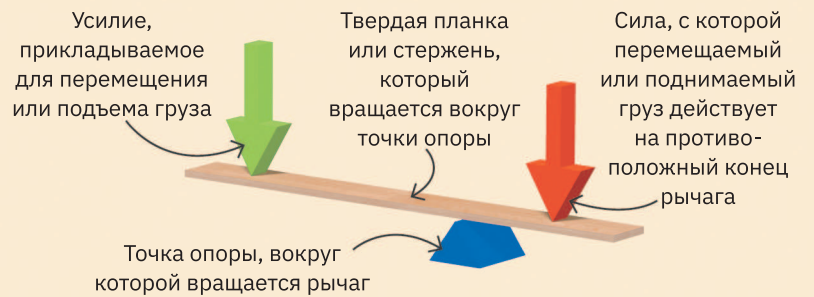 Усилие,
прикладываемое
для перемещения
или подъема груза
Твердая планка
или стержень,
который
вращается вокруг
точки опоры
Сила, с которой
перемещаемый
или поднимаемый
груз действует
на противо-
положный конец
рычага
Точка опоры, вокруг
которой вращается рычаг